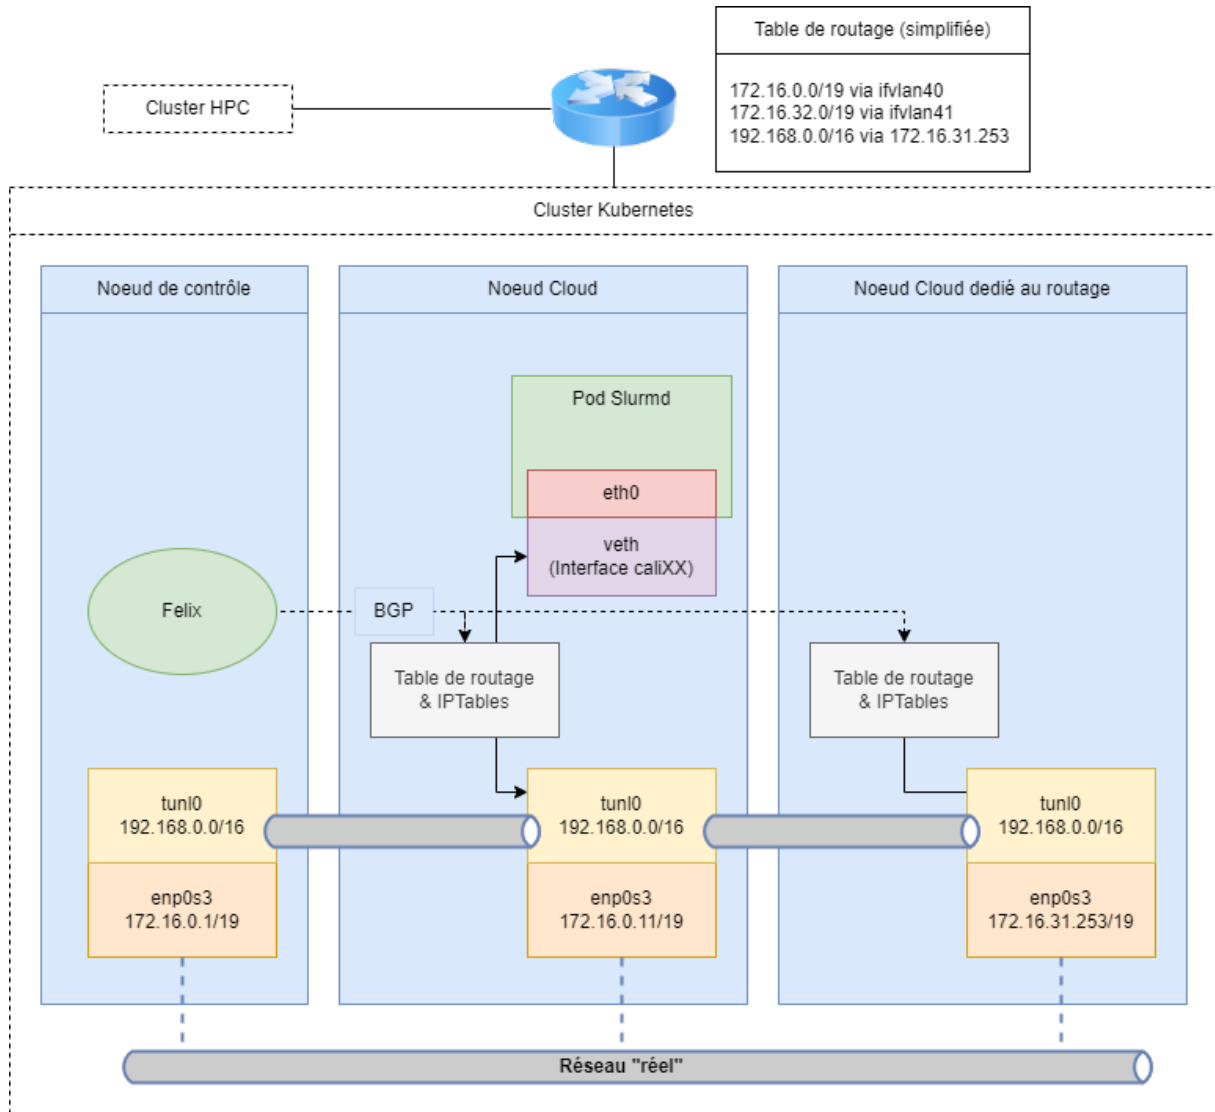 Table de routage (simplifiée)
172.16.0.0/19 via ifvlan40
172.16.32.0/19 via ifvlan41
192.168.0.0/16 via 172.16.31.253
Cluster HPC
Cluster Kubernetes
Noeud de contrôle
Noeud Cloud
Noeud Cloud dedié au routage
Pod Slurmd
eth0
veth
(Interface caliXX)
Felix
BGP
Table de routage
& IPTables
Table de routage
& IPTables
tunl0
192.168.0.0/16
enp0s3
172.16.0.1/19
tunl0
192.168.0.0/16
enp0s3
172.16.0.11/19
tunl0
192.168.0.0/16
enp0s3
172.16.31.253/19
Réseau "réel"